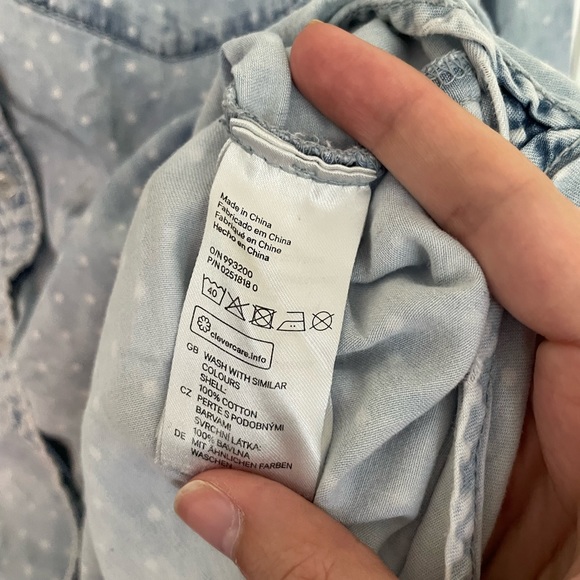 Made in China
Fabricado em China
Fabriqué en Chine
Hecho en China
O/N 993200
P/N 0251818 0
40
clevercare.info
GB WASH WITH SIMILAR
COLOURS
SHELL:
100% COTTON
CZ PERTE S PODOBNÝMI
BARVAMI
SVRCHNÍ LÁTKA:
100% BAVLNA
DE MIT ÄHNLICHEN FARBEN
WASCHEN